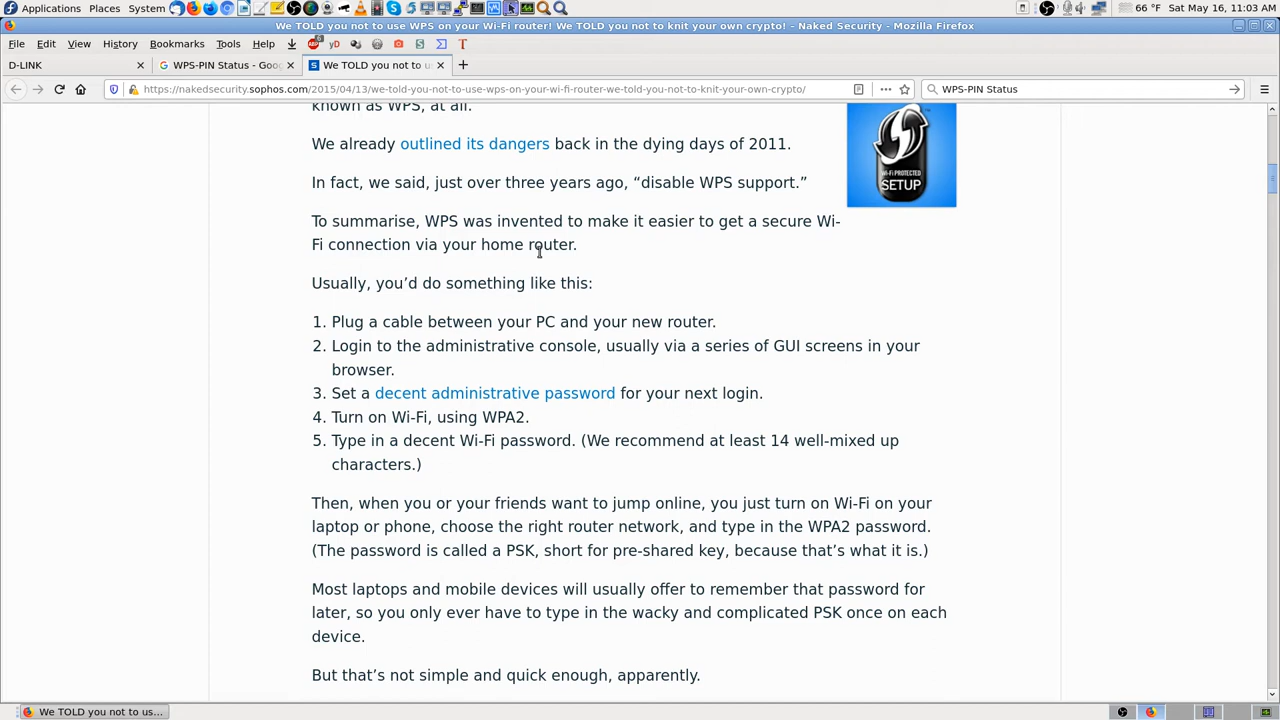 Applications Places System 66 °F Sat May 16, 11:03 AM
We TOLD you not to use WPS on your Wi-Fi router! We TOLD you not to knit your own crypto! - Naked Security - Mozilla Firefox
File Edit View History Bookmarks Tools Help
D-LINK × WPS-PIN Status - Goo × We TOLD you not to u × +
https://nakedsecurity.sophos.com/2015/04/13/we-told-you-not-to-use-wps-on-your-wi-fi-router-we-told-you-not-to-knit-your-own-crypto/ WPS-PIN Status
known as WPS, at all.
We already outlined its dangers back in the dying days of 2011.
In fact, we said, just over three years ago, “disable WPS support.”
WI-FI PROTECTED
SETUP
To summarise, WPS was invented to make it easier to get a secure Wi-
Fi connection via your home router.
Usually, you’d do something like this:
1. Plug a cable between your PC and your new router.
2. Login to the administrative console, usually via a series of GUI screens in your
browser.
3. Set a decent administrative password for your next login.
4. Turn on Wi-Fi, using WPA2.
5. Type in a decent Wi-Fi password. (We recommend at least 14 well-mixed up
characters.)
Then, when you or your friends want to jump online, you just turn on Wi-Fi on your
laptop or phone, choose the right router network, and type in the WPA2 password.
(The password is called a PSK, short for pre-shared key, because that’s what it is.)
Most laptops and mobile devices will usually offer to remember that password for
later, so you only ever have to type in the wacky and complicated PSK once on each
device.
But that’s not simple and quick enough, apparently.
We TOLD you not to us...